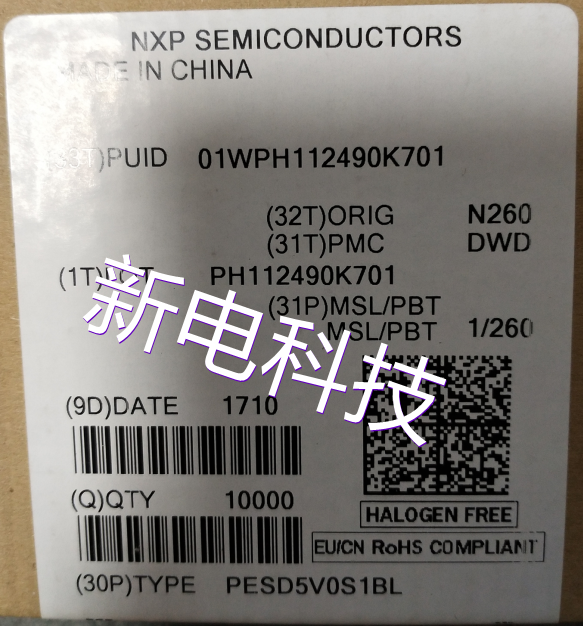 NXP SEMICONDUCTORS
MADE IN CHINA
PUID 01WPH112490K701
(32T)ORIG N260
(31T)PMC DWD
(1T)LOT PH112490K701
(31P)MSL/PBT
MSL/PBT 1/260
新电科技
(9D)DATE 1710
(Q)QTY 10000
HALOGEN FREE
EU/CN RoHS COMPLIANT
(30P)TYPE PESD5V0S1BL